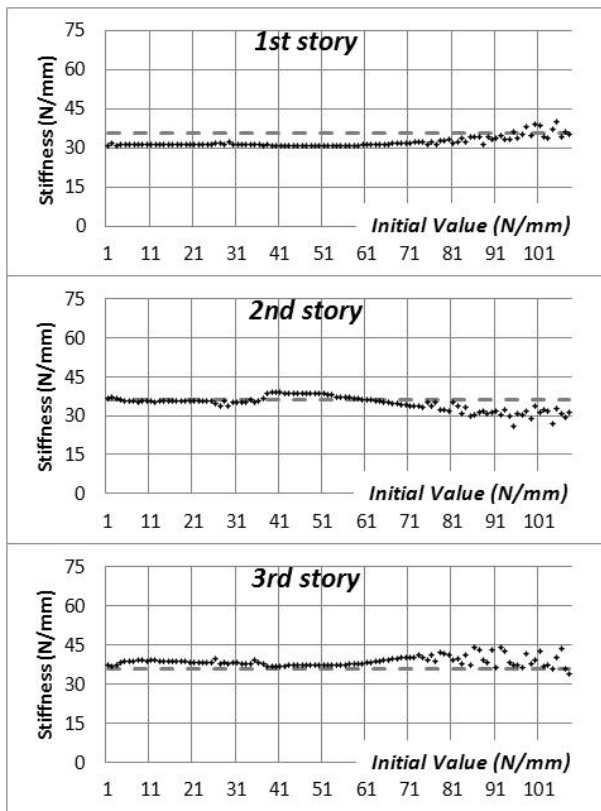 1st story
Stiffness (N/mm)
75
60
45
30
15
0
Initial Value (N/mm)
1 11 21 31 41 51 61 71 81 91 101
2nd story
Stiffness (N/mm)
75
60
45
30
15
0
Initial Value (N/mm)
1 11 21 31 41 51 61 71 81 91 101
3rd story
Stiffness (N/mm)
75
60
45
30
15
0
Initial Value (N/mm)
1 11 21 31 41 51 61 71 81 91 101